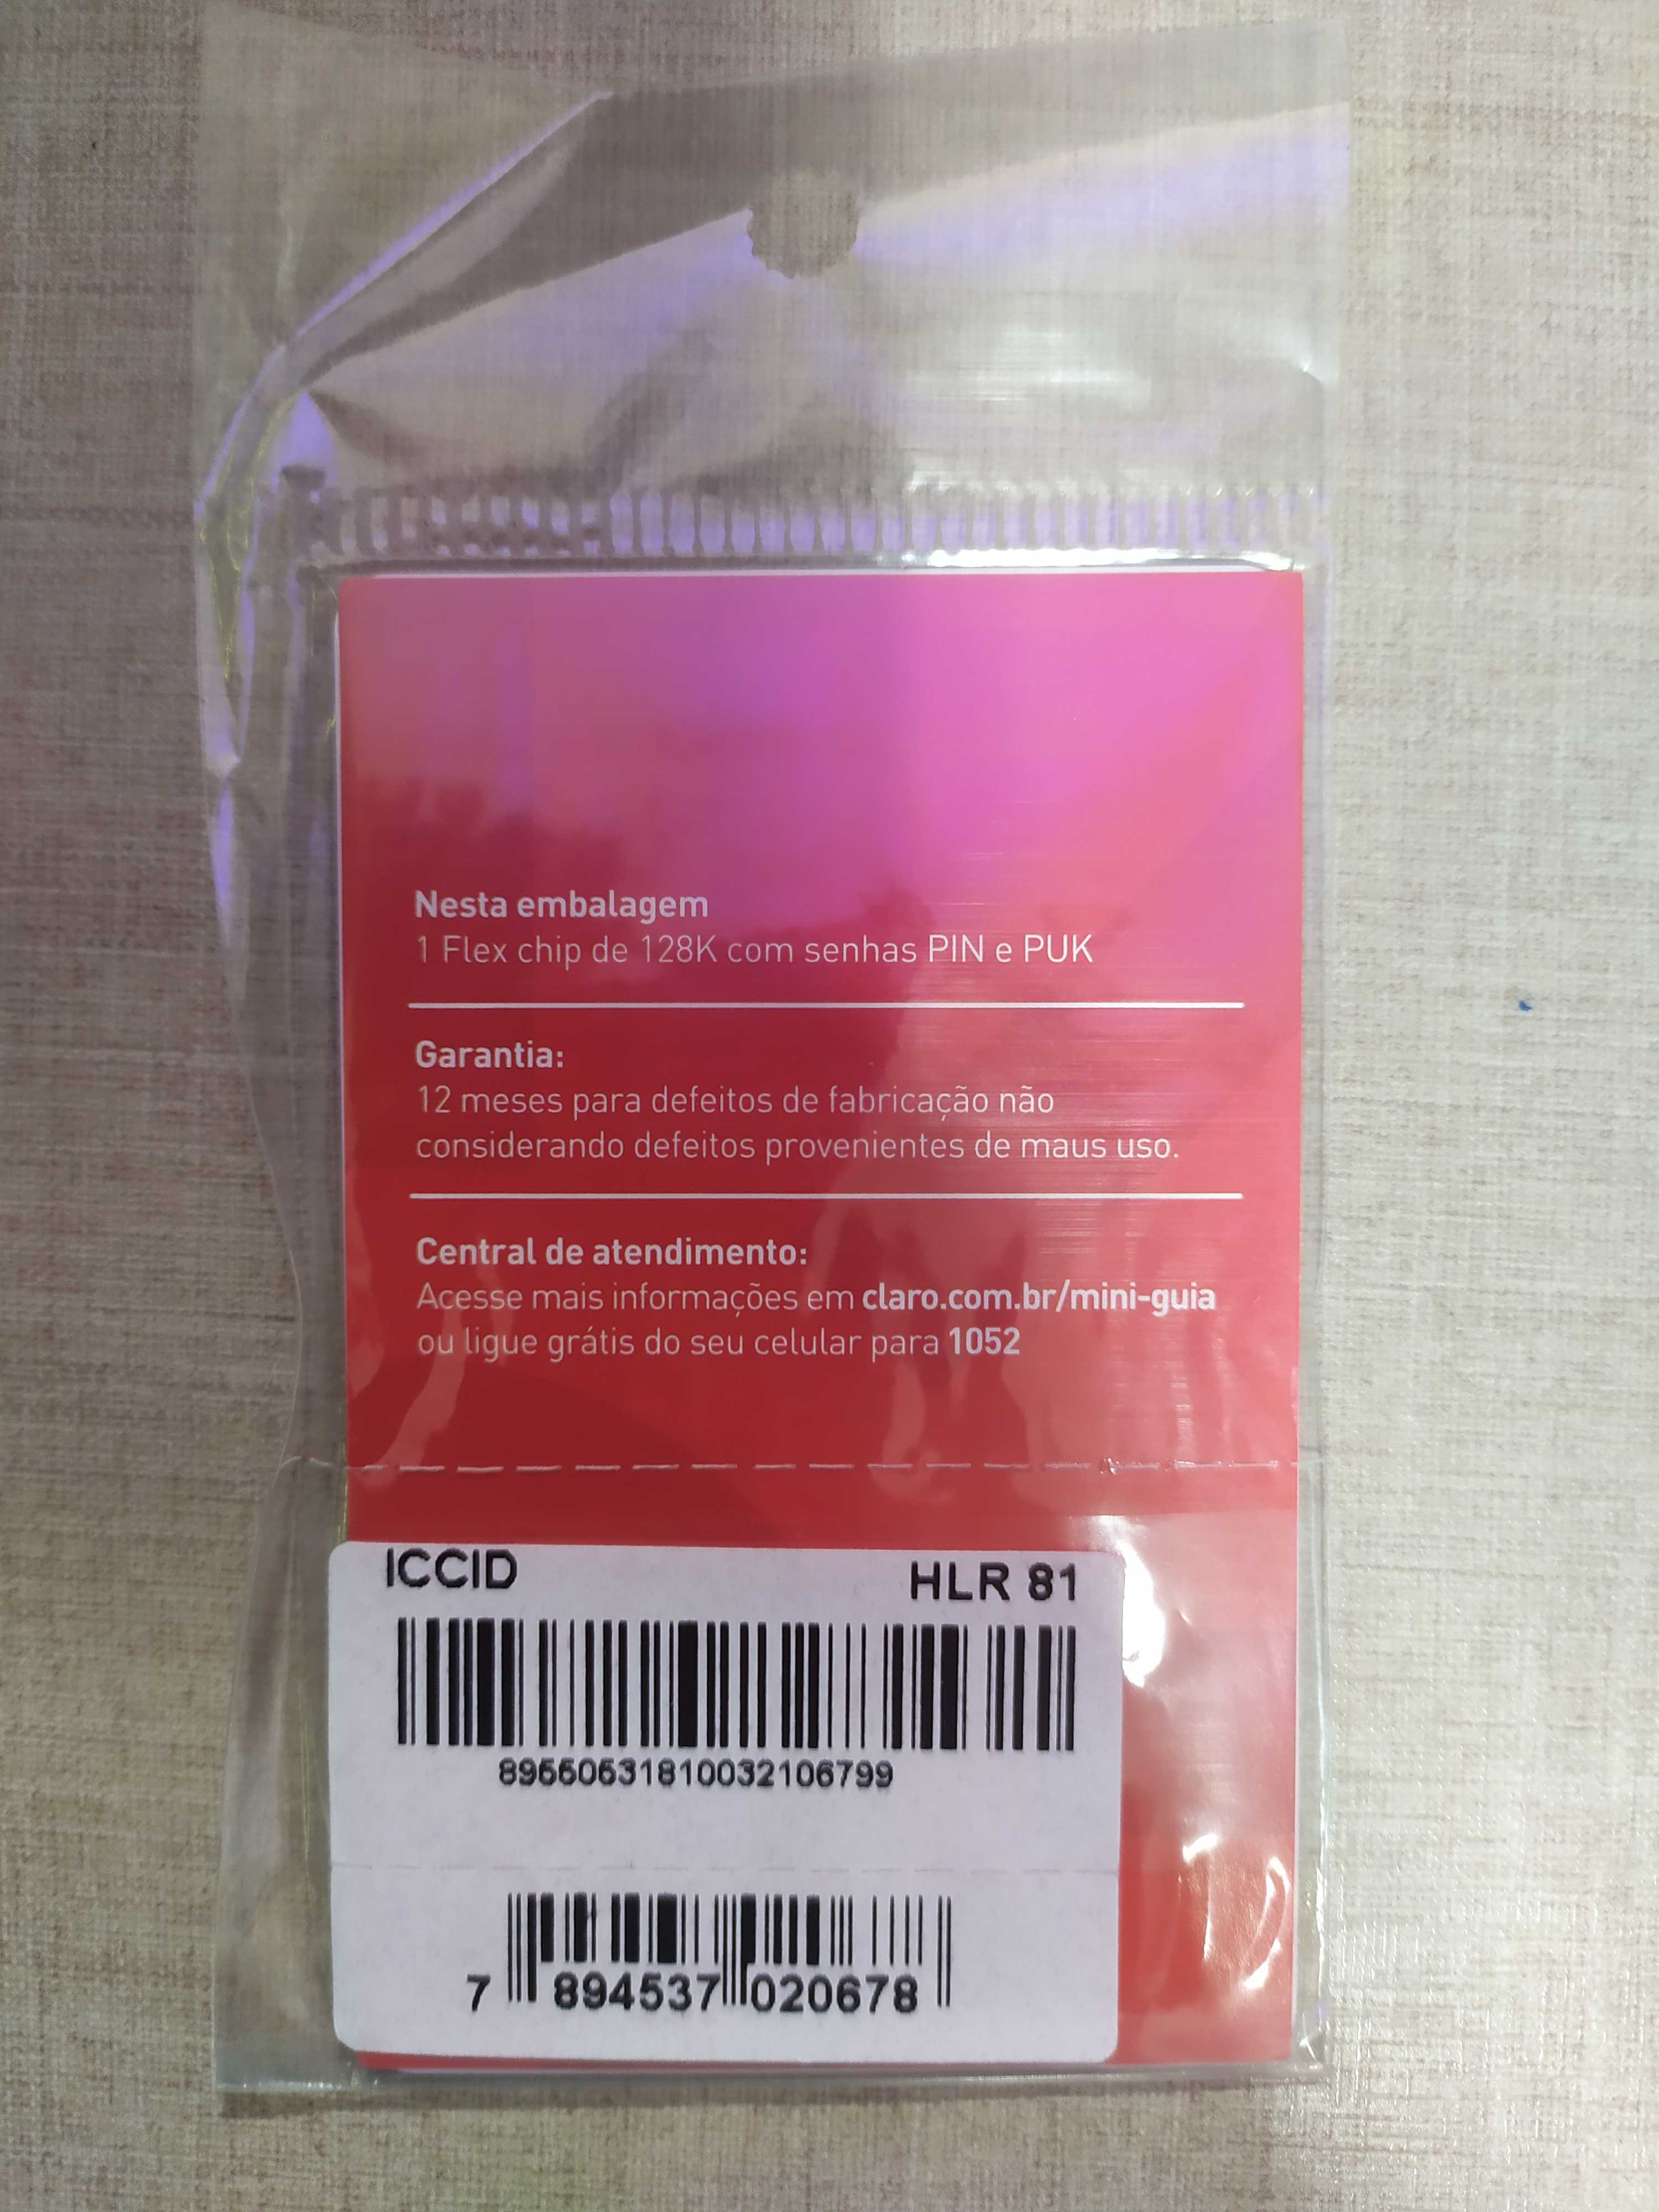 Nesta embalagem
1 Flex chip de 128K com senhas PIN e PUK
Garantia:
12 meses para defeitos de fabricação não
considerando defeitos provenientes de maus uso.
Central de atendimento:
Acesse mais informações em claro.com.br/mini-guia
ou ligue grátis do seu celular para 1052
ICCID HLR 81
89550531810032106799
7 894537 020678